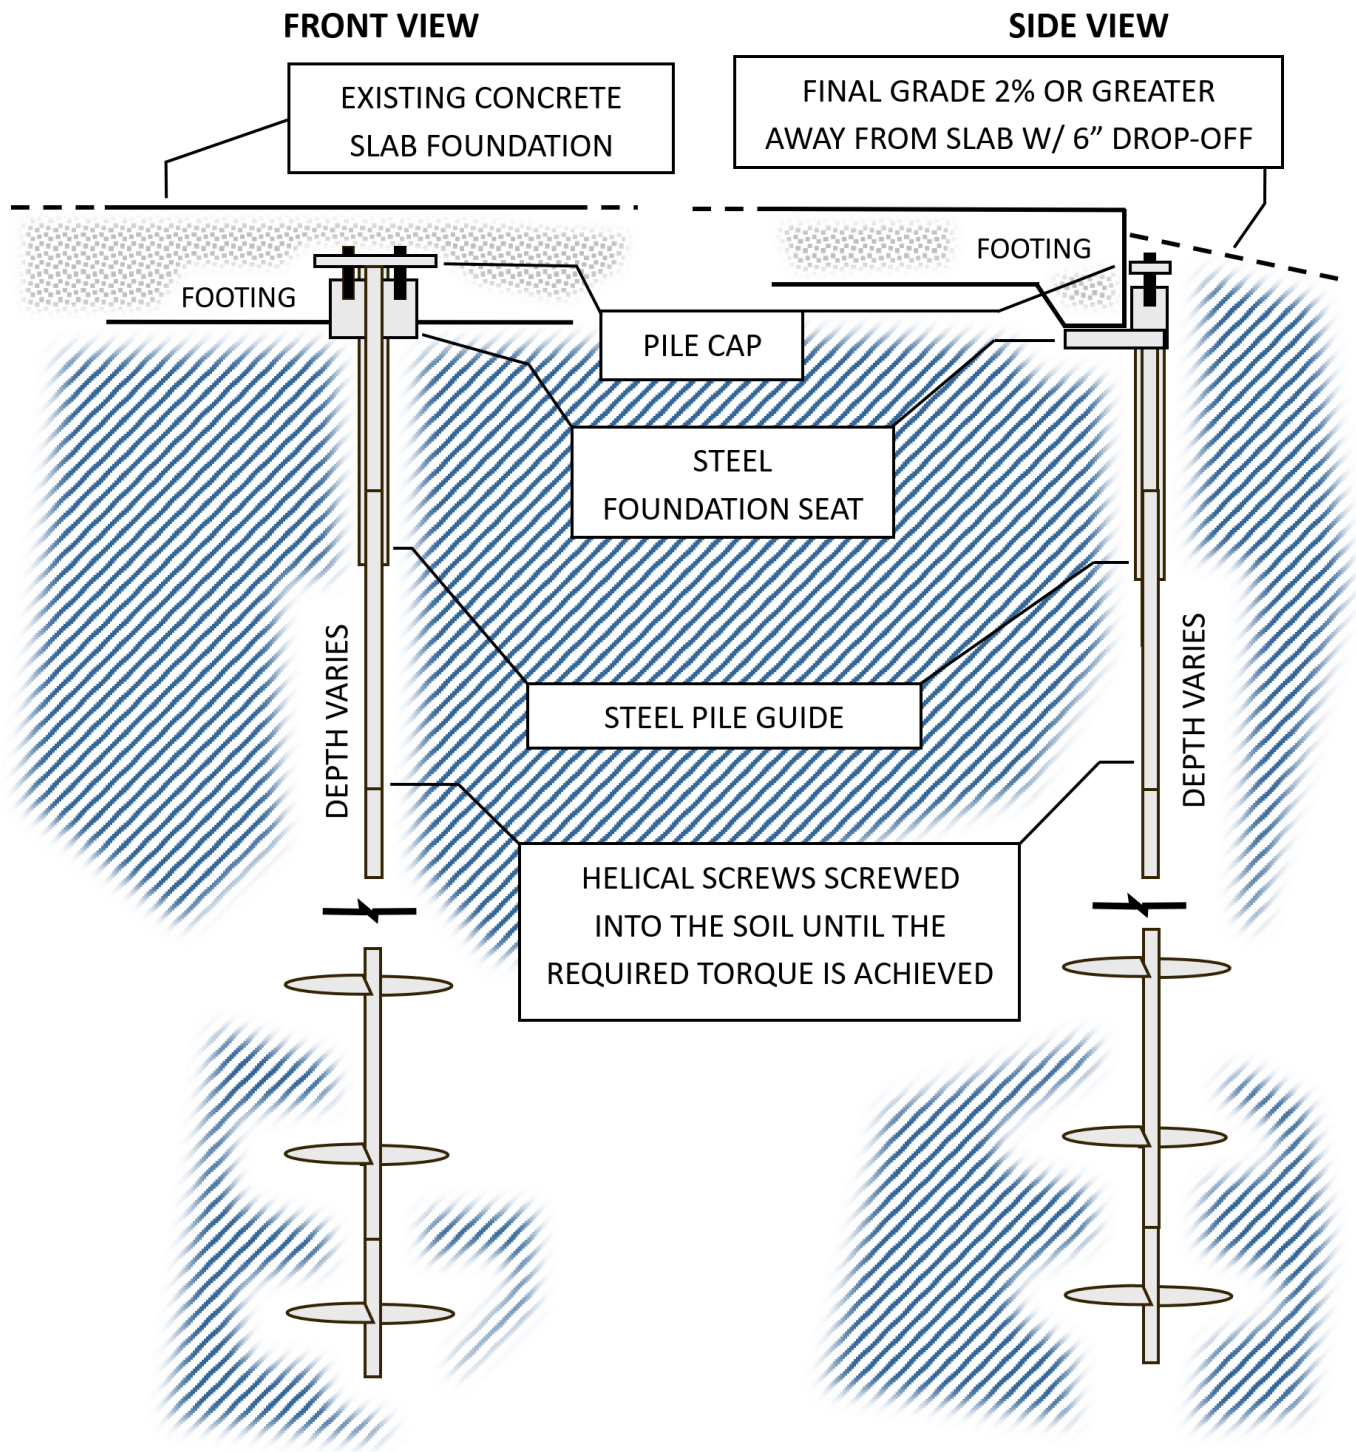 FRONT VIEW
SIDE VIEW
EXISTING CONCRETE
SLAB FOUNDATION
FINAL GRADE 2% OR GREATER
AWAY FROM SLAB W/ 6” DROP-OFF
FOOTING
FOOTING
PILE CAP
STEEL
FOUNDATION SEAT
STEEL PILE GUIDE
DEPTH VARIES
DEPTH VARIES
HELICAL SCREWS SCREWED
INTO THE SOIL UNTIL THE
REQUIRED TORQUE IS ACHIEVED